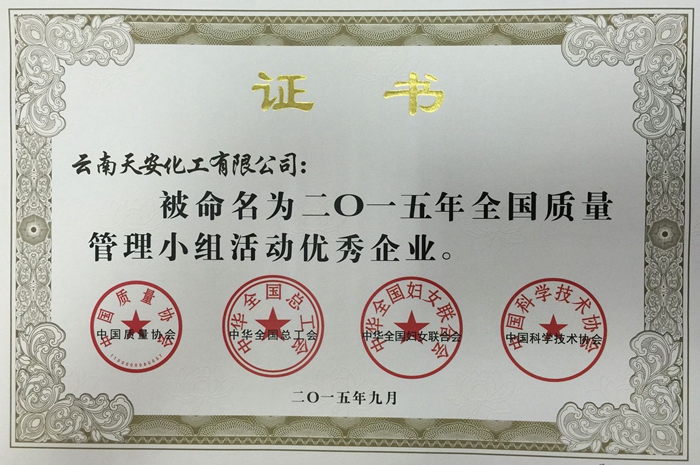 证 书
云南天安化工有限公司：
被命名为二〇一五年全国质量
管理小组活动优秀企业。
中国质量协会 中华全国总工会 中华全国妇女联合会 中国科学技术协会
中国质量协会 中华全国总工会 中华全国妇女联合会 中国科学技术协会
二〇一五年九月